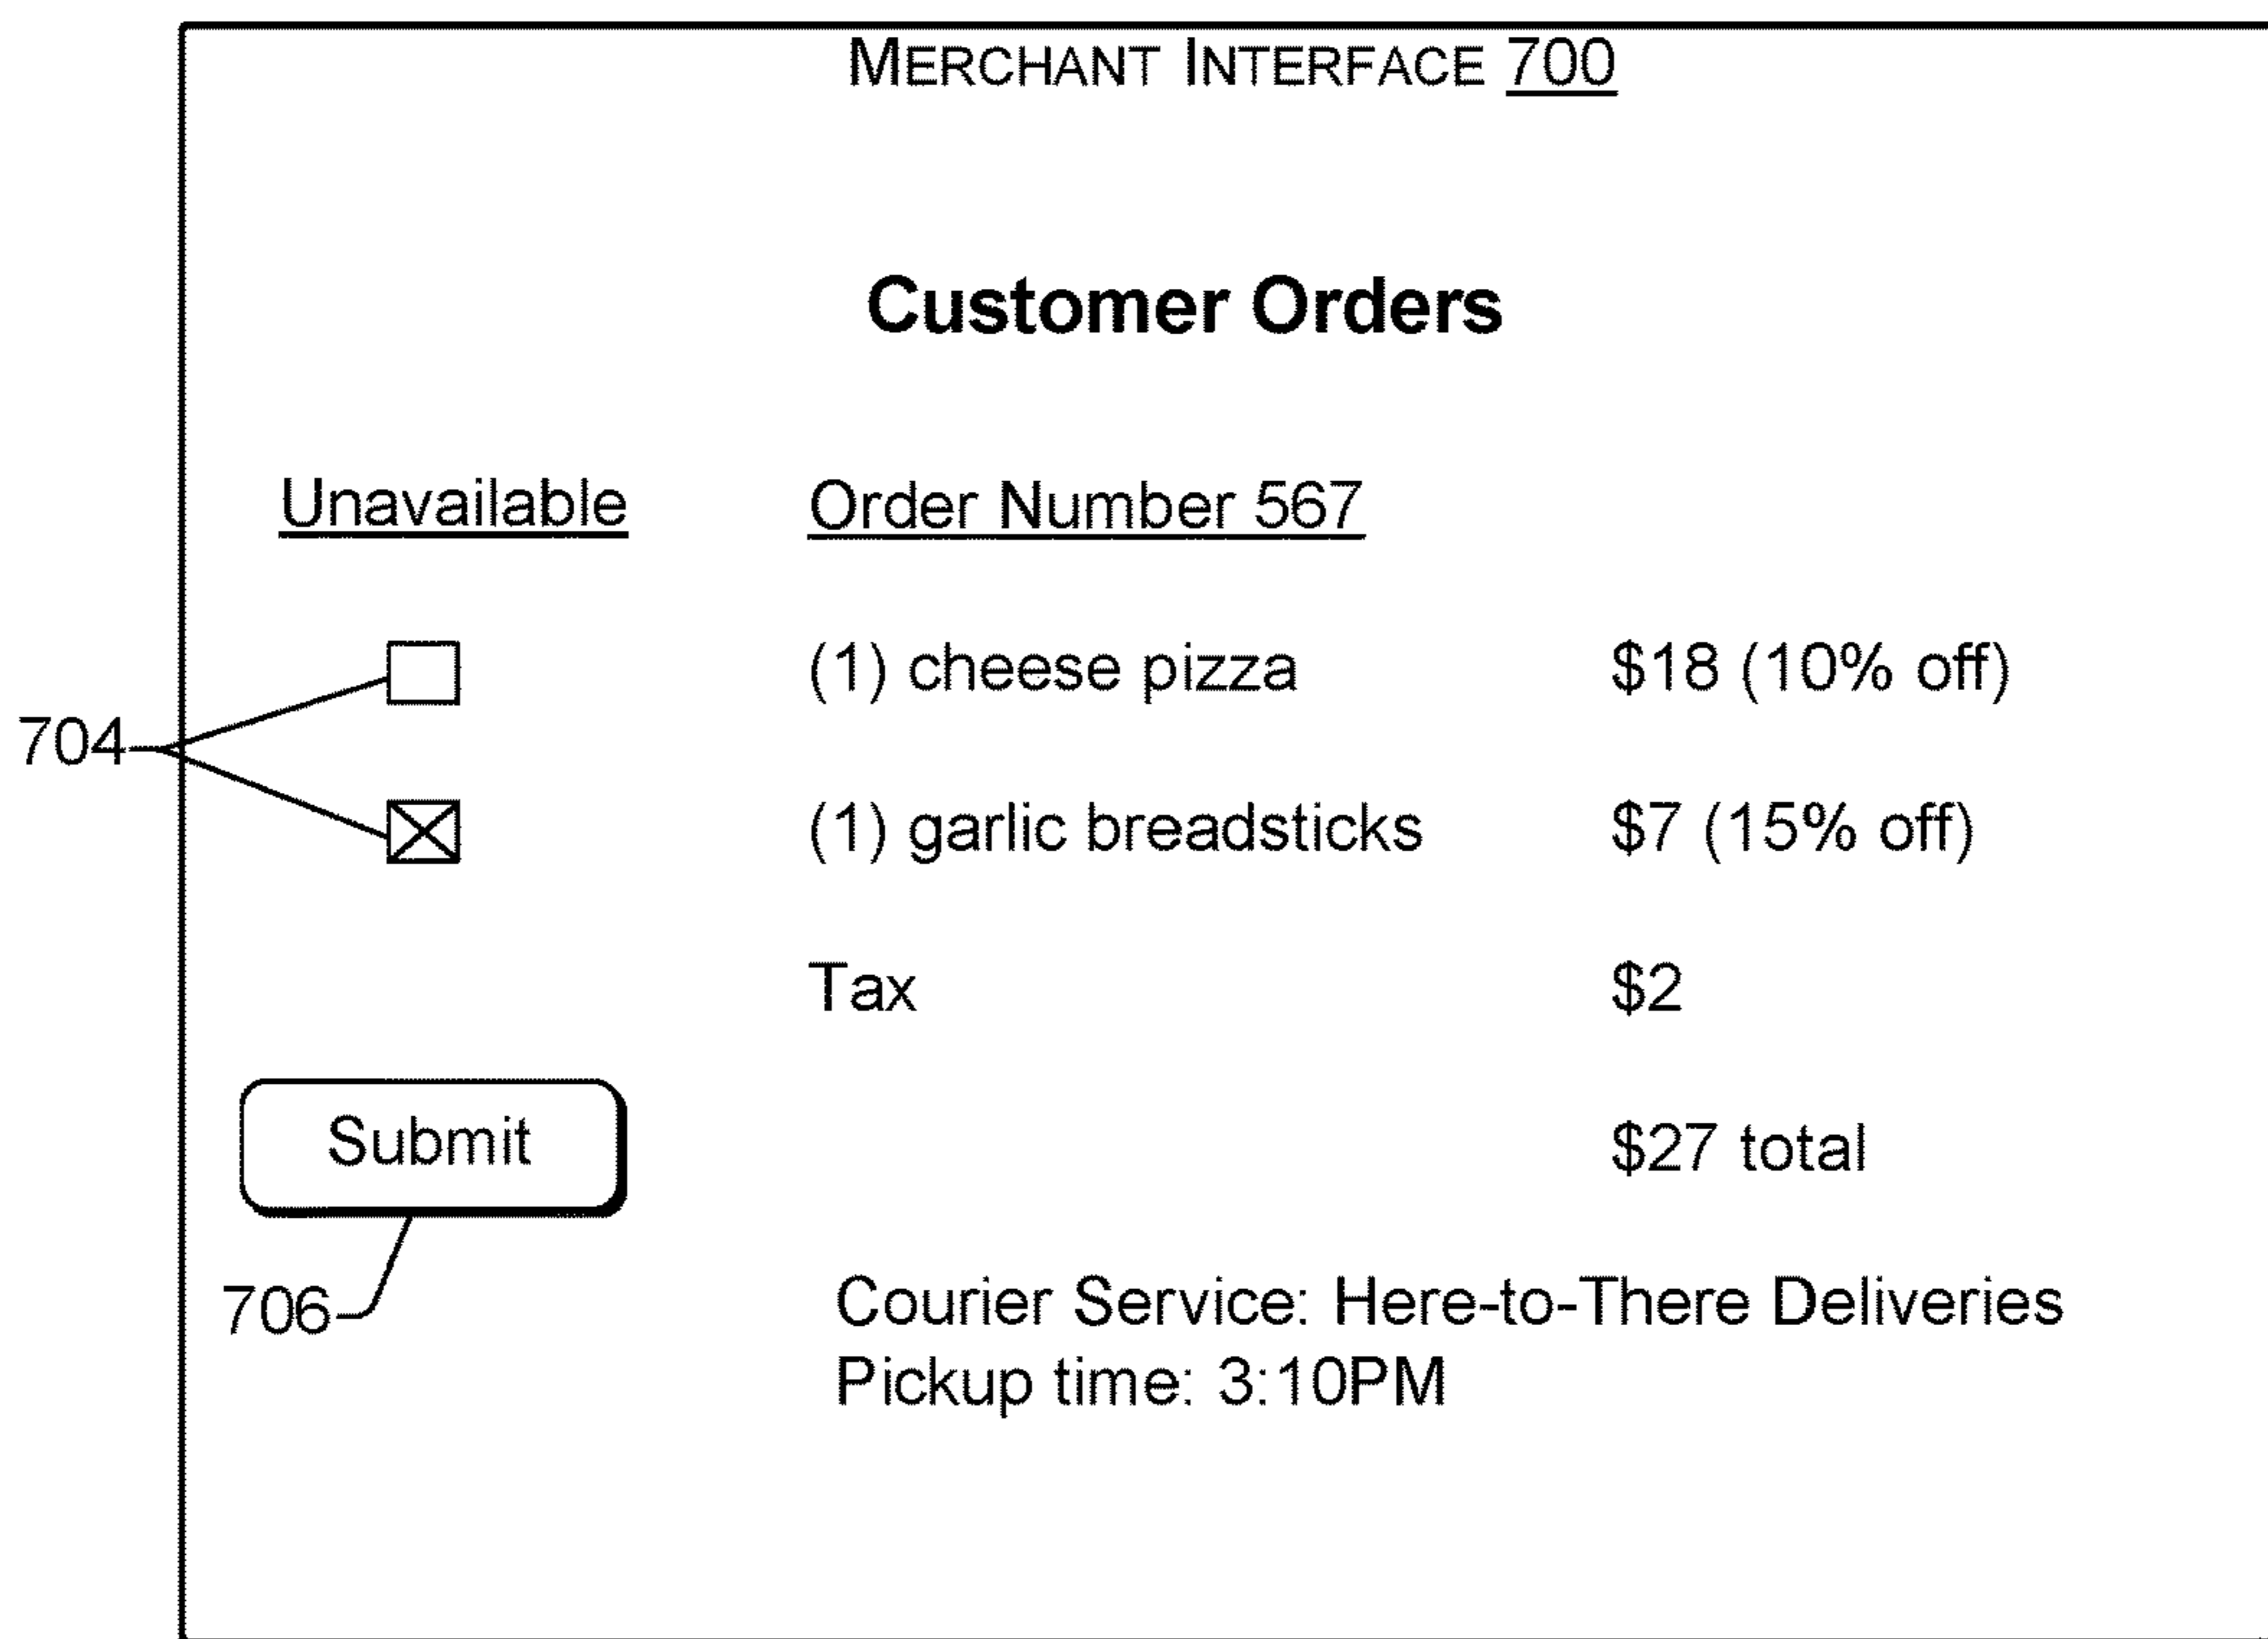 MERCHANT INTERFACE 700
Customer Orders
Unavailable Order Number 567
(1) cheese pizza $18 (10% off)
704
(1) garlic breadsticks $7 (15% off)
Tax $2
Submit $27 total
706
Courier Service: Here-to-There Deliveries
Pickup time: 3:10PM